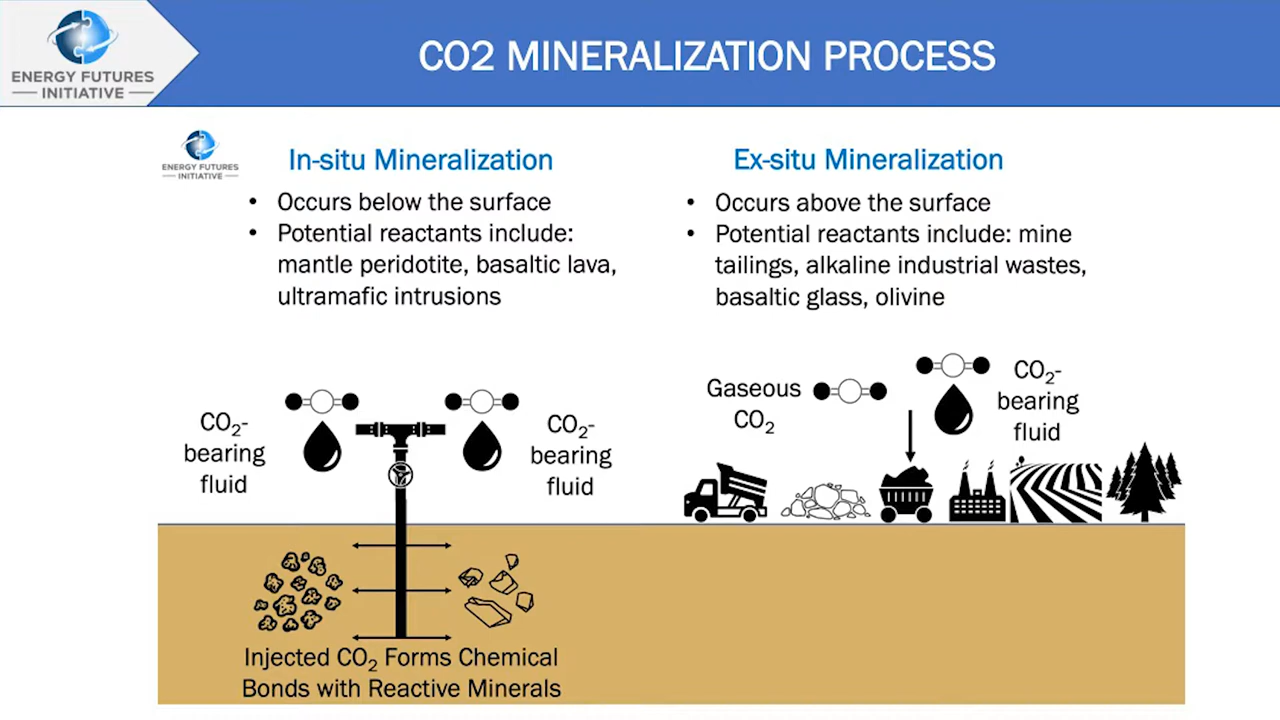 ENERGY FUTURES
INITIATIVE
CO2 MINERALIZATION PROCESS
ENERGY FUTURES
INITIATIVE
In-situ Mineralization
• Occurs below the surface
• Potential reactants include:
mantle peridotite, basaltic lava,
ultramafic intrusions
Ex-situ Mineralization
• Occurs above the surface
• Potential reactants include: mine
tailings, alkaline industrial wastes,
basaltic glass, olivine
CO₂-
bearing
fluid
CO₂-
bearing
fluid
Gaseous
CO₂
CO₂-
bearing
fluid
Injected CO₂ Forms Chemical
Bonds with Reactive Minerals